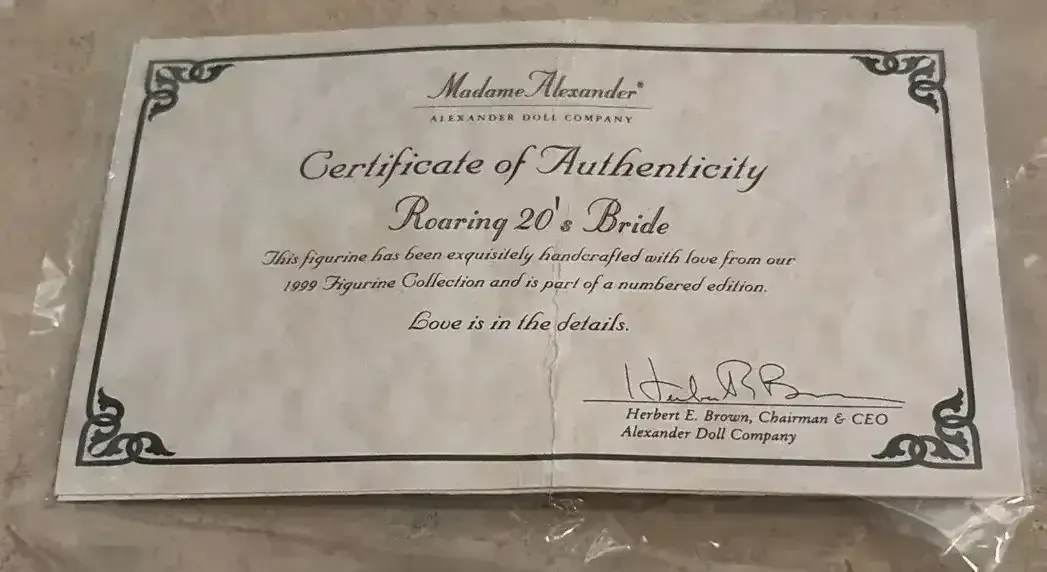 Madame Alexander®
ALEXANDER DOLL COMPANY
Certificate of Authenticity
Roaring 20's Bride
This figurine has been exquisitely handcrafted with love from our
1999 Figurine Collection and is part of a numbered edition.
Love is in the details.
Herbert E. Brown, Chairman & CEO
Alexander Doll Company